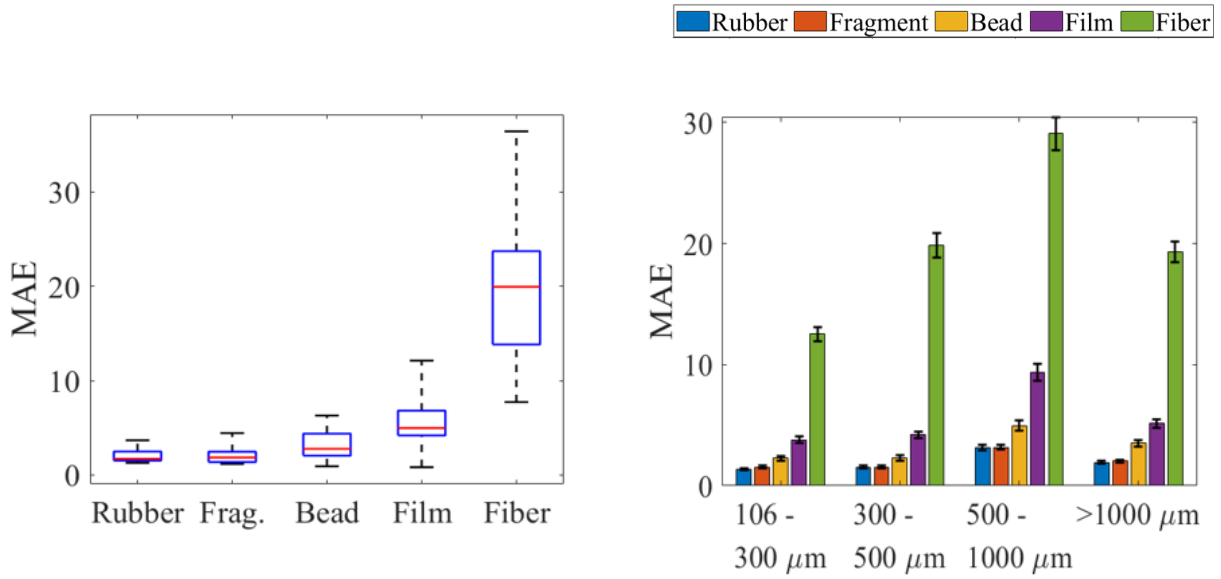 Rubber Fragment Bead Film Fiber
MAE
30
20
10
0
Rubber Frag. Bead Film Fiber
MAE
30
20
10
0
106 - 300 - 500 - >1000 μm
300 μm 500 μm 1000 μm